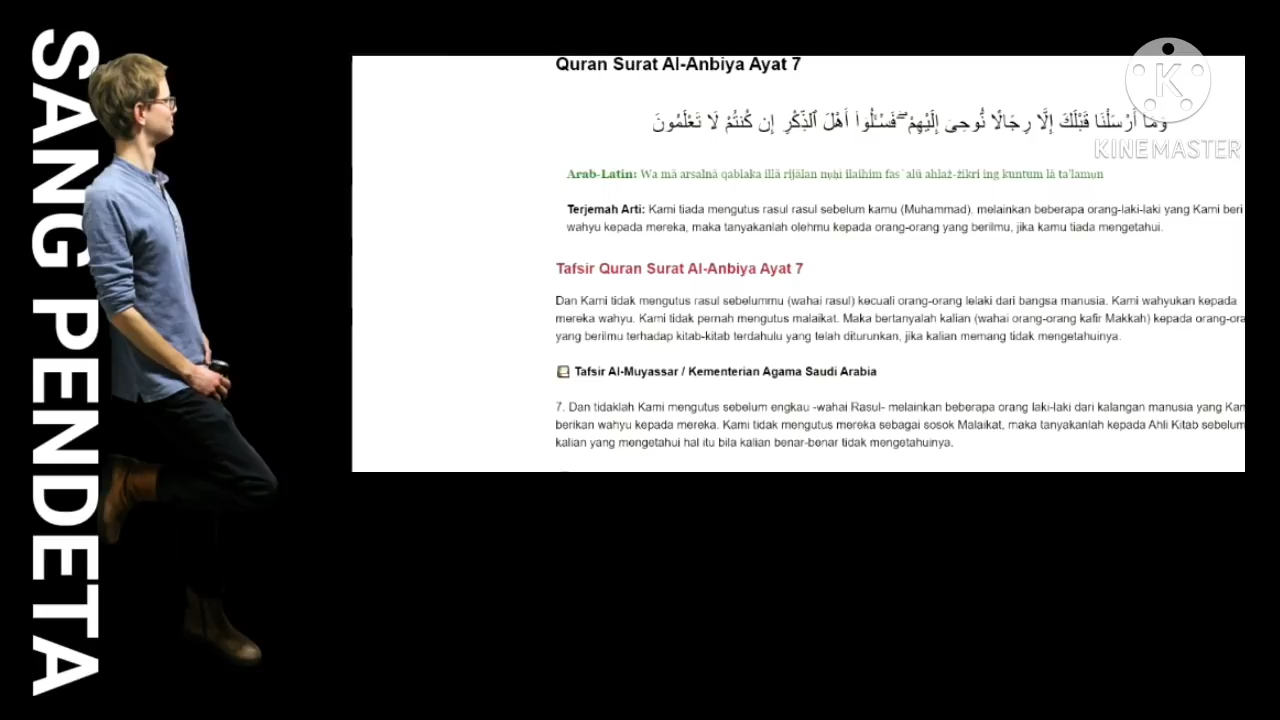 SANG PENDETA
Quran Surat Al-Anbiya Ayat 7
وَمَآ أَرْسَلْنَا قَبْلَكَ إِلَّا رِجَالًا نُّوحِىٓ إِلَيْهِمْ ۖ فَسْـَٔلُوٓا۟ أَهْلَ ٱلذِّكْرِ إِن كُنتُمْ لَا تَعْلَمُونَ
K
KINEMASTER
Arab-Latin: Wa mā arsalnā qablaka illā rijālan nụḥī ilaihim fas`alū ahlaż-żikri ing kuntum lā ta'lamụn
Terjemah Arti: Kami tiada mengutus rasul rasul sebelum kamu (Muhammad), melainkan beberapa orang-laki-laki yang Kami beri
wahyu kepada mereka, maka tanyakanlah olehmu kepada orang-orang yang berilmu, jika kamu tiada mengetahui.
Tafsir Quran Surat Al-Anbiya Ayat 7
Dan Kami tidak mengutus rasul sebelummu (wahai rasul) kecuali orang-orang lelaki dari bangsa manusia. Kami wahyukan kepada
mereka wahyu. Kami tidak pernah mengutus malaikat. Maka bertanyalah kalian (wahai orang-orang kafir Makkah) kepada orang-ora
yang berilmu terhadap kitab-kitab terdahulu yang telah diturunkan, jika kalian memang tidak mengetahuinya.
Tafsir Al-Muyassar / Kementerian Agama Saudi Arabia
7. Dan tidaklah Kami mengutus sebelum engkau -wahai Rasul- melainkan beberapa orang laki-laki dari kalangan manusia yang Kam
berikan wahyu kepada mereka. Kami tidak mengutus mereka sebagai sosok Malaikat, maka tanyakanlah kepada Ahli Kitab sebelum
kalian yang mengetahui hal itu bila kalian benar-benar tidak mengetahuinya.